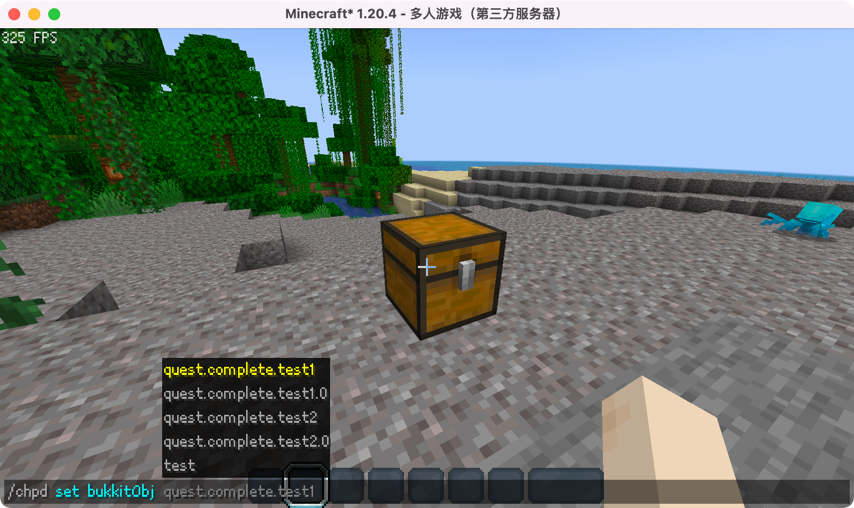 Minecraft* 1.20.4 - 多人游戏（第三方服务器）
325 FPS
quest.complete.test1
quest.complete.test1.0
quest.complete.test2
quest.complete.test2.0
test
/chpd set bukkitObj quest.complete.test1